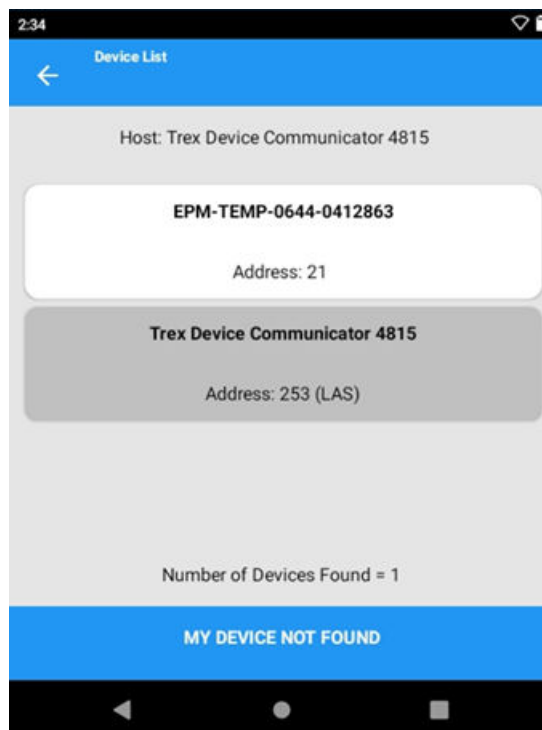 2:34
Device List
Host: Trex Device Communicator 4815
EPM-TEMP-0644-0412863
Address: 21
Trex Device Communicator 4815
Address: 253 (LAS)
Number of Devices Found = 1
MY DEVICE NOT FOUND